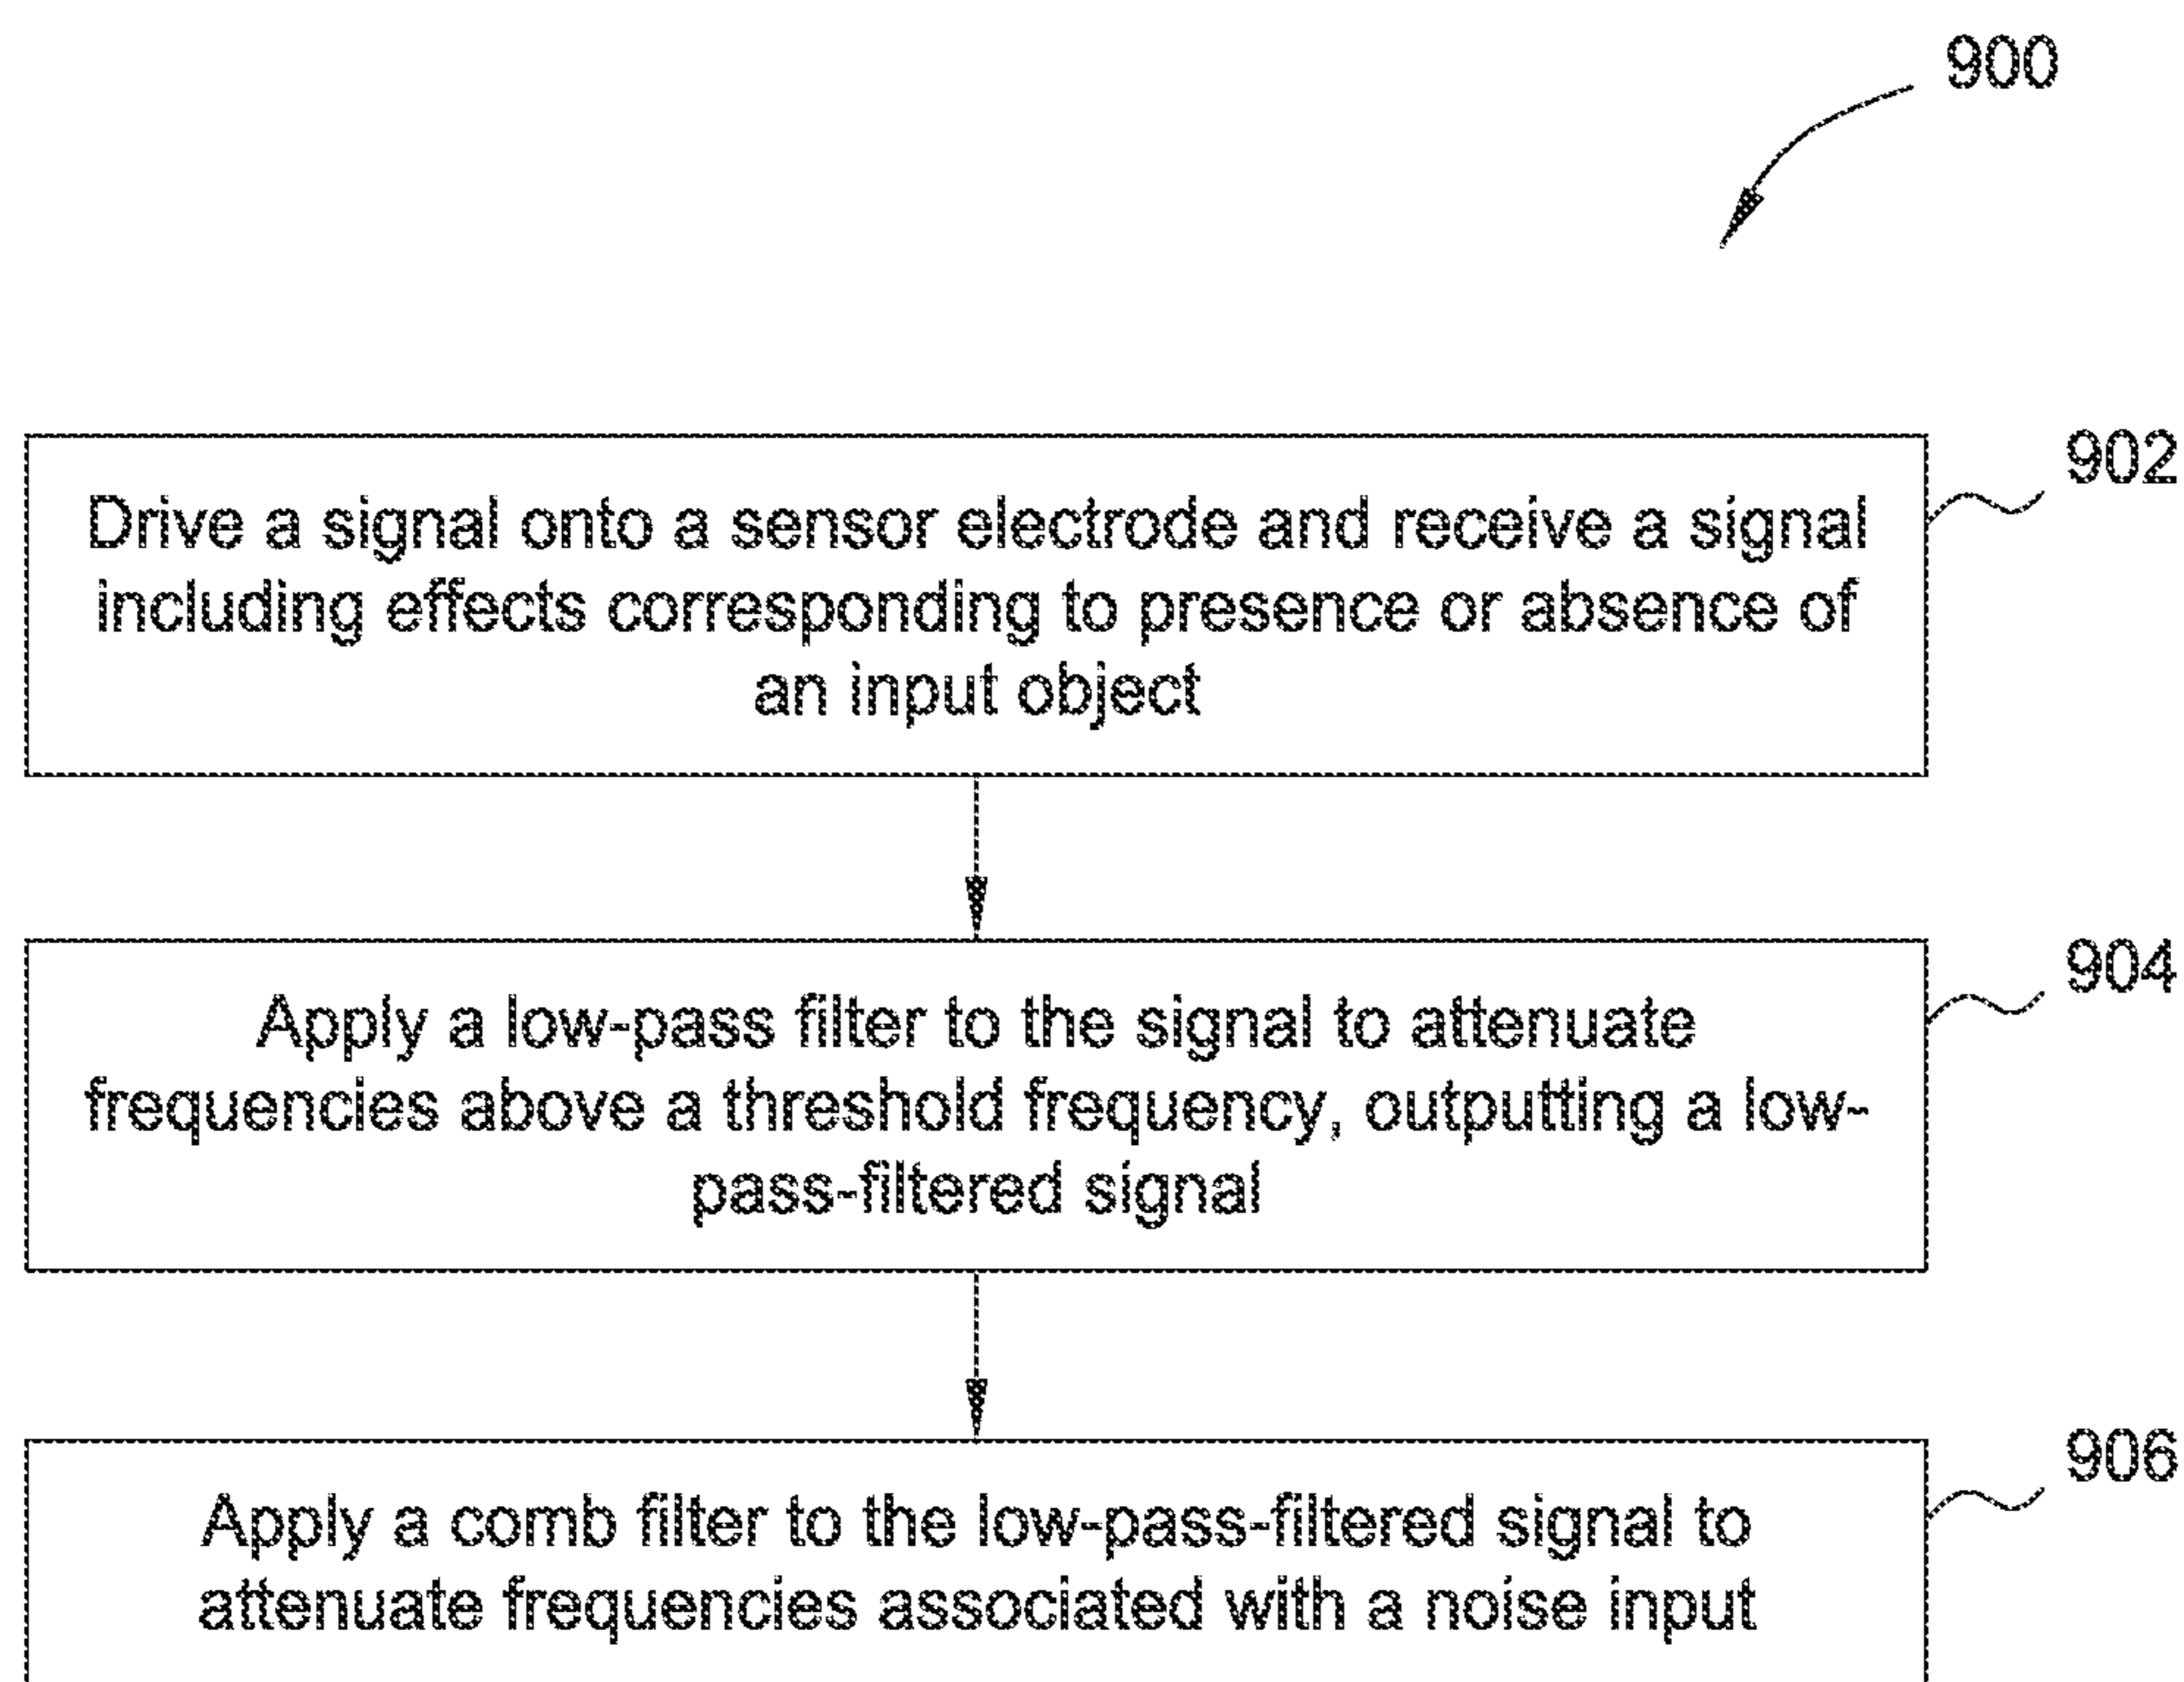 900
902
Drive a signal onto a sensor electrode and receive a signal
including effects corresponding to presence or absence of
an input object
904
Apply a low-pass filter to the signal to attenuate
frequencies above a threshold frequency, outputting a low-
pass-filtered signal
906
Apply a comb filter to the low-pass-filtered signal to
attenuate frequencies associated with a noise input